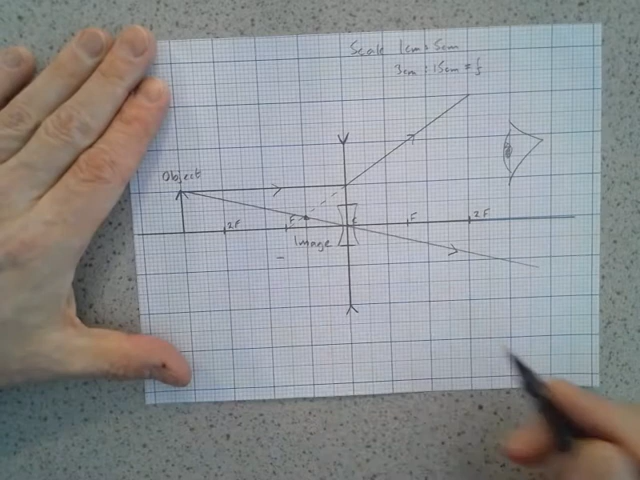 Scale 1cm = 5cm
3cm : 15cm = f
Object
2F
F
F
2F
Image